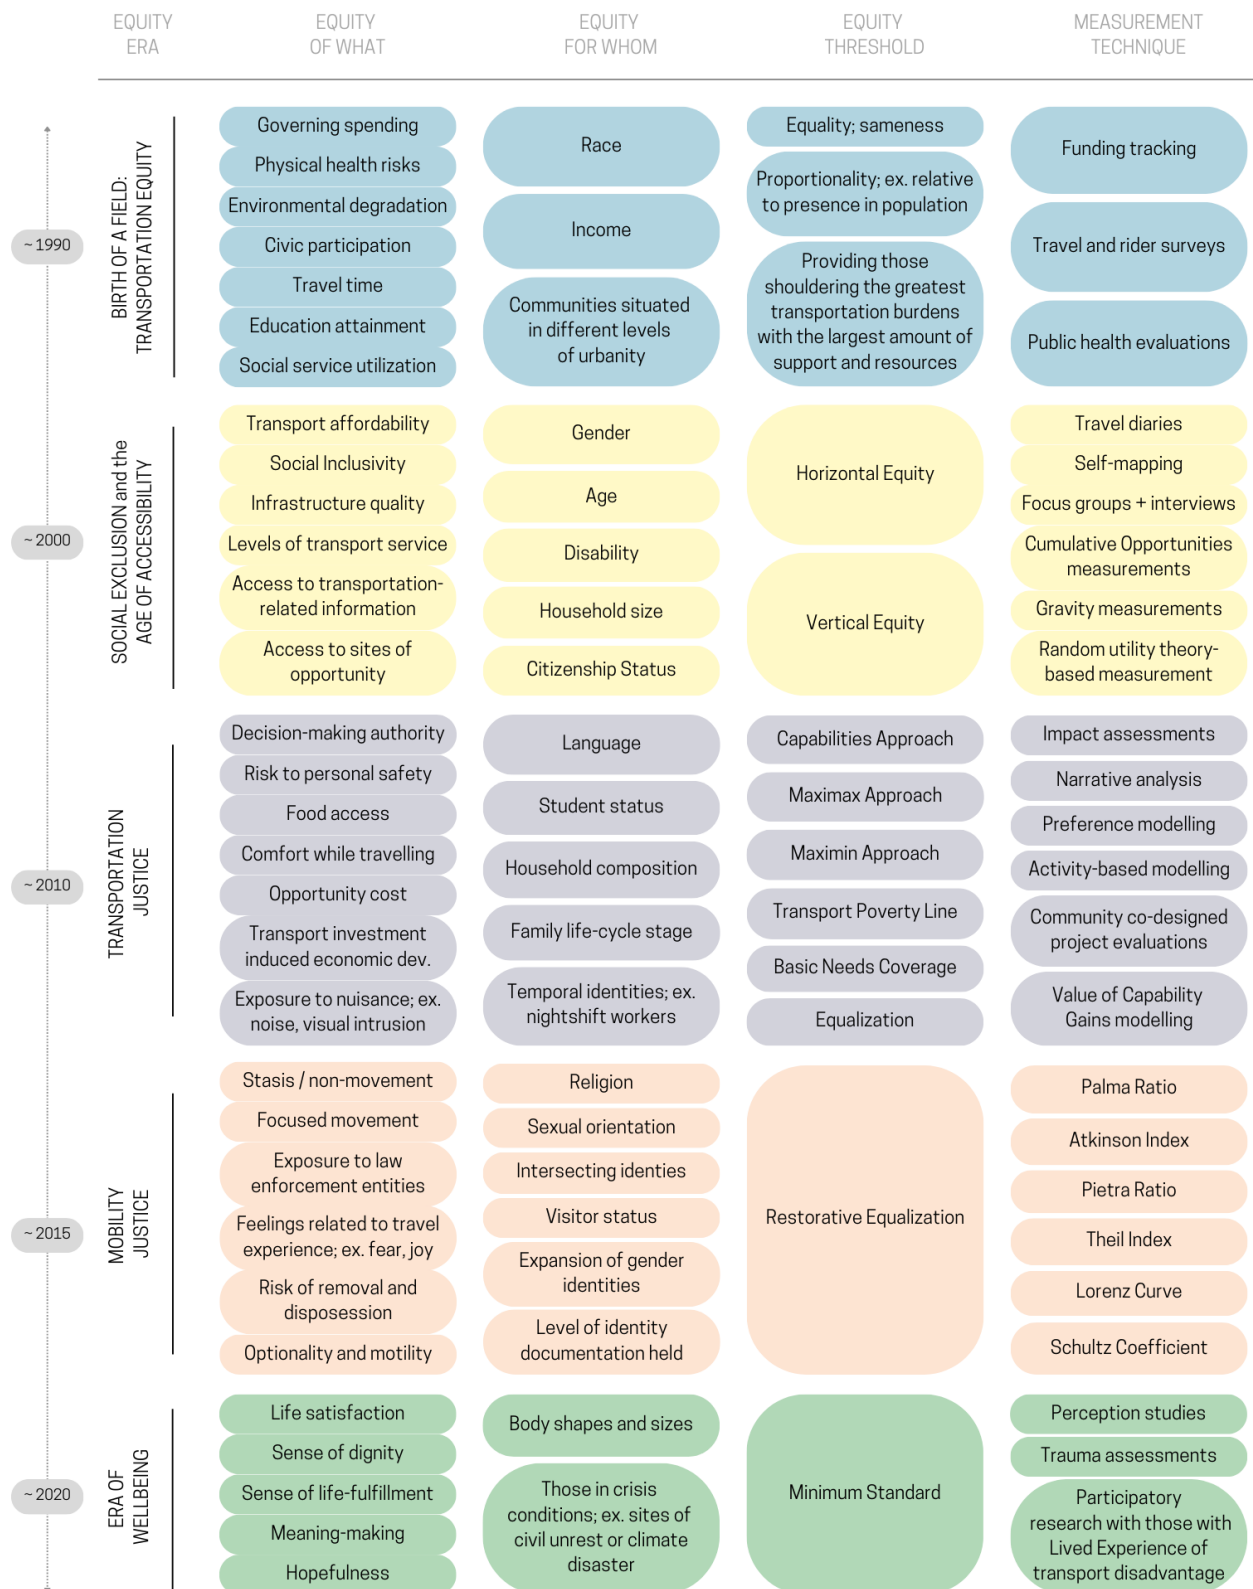 EQUITY
ERA
EQUITY
OF WHAT
EQUITY
FOR WHOM
EQUITY
THRESHOLD
MEASUREMENT
TECHNIQUE
~ 1990
BIRTH OF A FIELD:
TRANSPORTATION EQUITY
Governing spending
Physical health risks
Environmental degradation
Civic participation
Travel time
Education attainment
Social service utilization
Race
Income
Communities situated
in different levels
of urbanity
Equality; sameness
Proportionality; ex. relative
to presence in population
Providing those
shouldering the greatest
transportation burdens
with the largest amount of
support and resources
Funding tracking
Travel and rider surveys
Public health evaluations
~ 2000
SOCIAL EXCLUSION and the
AGE OF ACCESSIBILITY
Transport affordability
Social Inclusivity
Infrastructure quality
Levels of transport service
Access to transportation-
related information
Access to sites of
opportunity
Gender
Age
Disability
Household size
Citizenship Status
Horizontal Equity
Vertical Equity
Travel diaries
Self-mapping
Focus groups + interviews
Cumulative Opportunities
measurements
Gravity measurements
Random utility theory-
based measurement
~ 2010
TRANSPORTATION
JUSTICE
Decision-making authority
Risk to personal safety
Food access
Comfort while travelling
Opportunity cost
Transport investment
induced economic dev.
Exposure to nuisance; ex.
noise, visual intrusion
Language
Student status
Household composition
Family life-cycle stage
Temporal identities; ex.
nightshift workers
Capabilities Approach
Maximax Approach
Maximin Approach
Transport Poverty Line
Basic Needs Coverage
Equalization
Impact assessments
Narrative analysis
Preference modelling
Activity-based modelling
Community co-designed
project evaluations
Value of Capability
Gains modelling
~ 2015
MOBILITY
JUSTICE
Stasis / non-movement
Focused movement
Exposure to law
enforcement entities
Feelings related to travel
experience; ex. fear, joy
Risk of removal and
disposession
Optionality and motility
Religion
Sexual orientation
Intersecting identies
Visitor status
Expansion of gender
identities
Level of identity
documentation held
Restorative Equalization
Palma Ratio
Atkinson Index
Pietra Ratio
Theil Index
Lorenz Curve
Schultz Coefficient
~ 2020
ERA OF
WELLBEING
Life satisfaction
Sense of dignity
Sense of life-fulfillment
Meaning-making
Hopefulness
Body shapes and sizes
Those in crisis
conditions; ex. sites of
civil unrest or climate
disaster
Minimum Standard
Perception studies
Trauma assessments
Participatory
research with those with
Lived Experience of
transport disadvantage